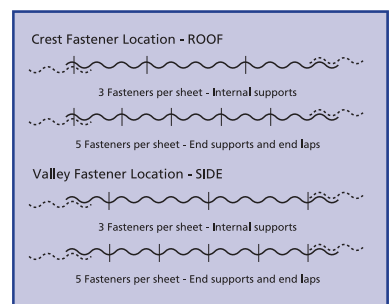 Crest Fastener Location - ROOF
3 Fasteners per sheet - Internal supports
5 Fasteners per sheet - End supports and end laps
Valley Fastener Location - SIDE
3 Fasteners per sheet - Internal supports
5 Fasteners per sheet - End supports and end laps